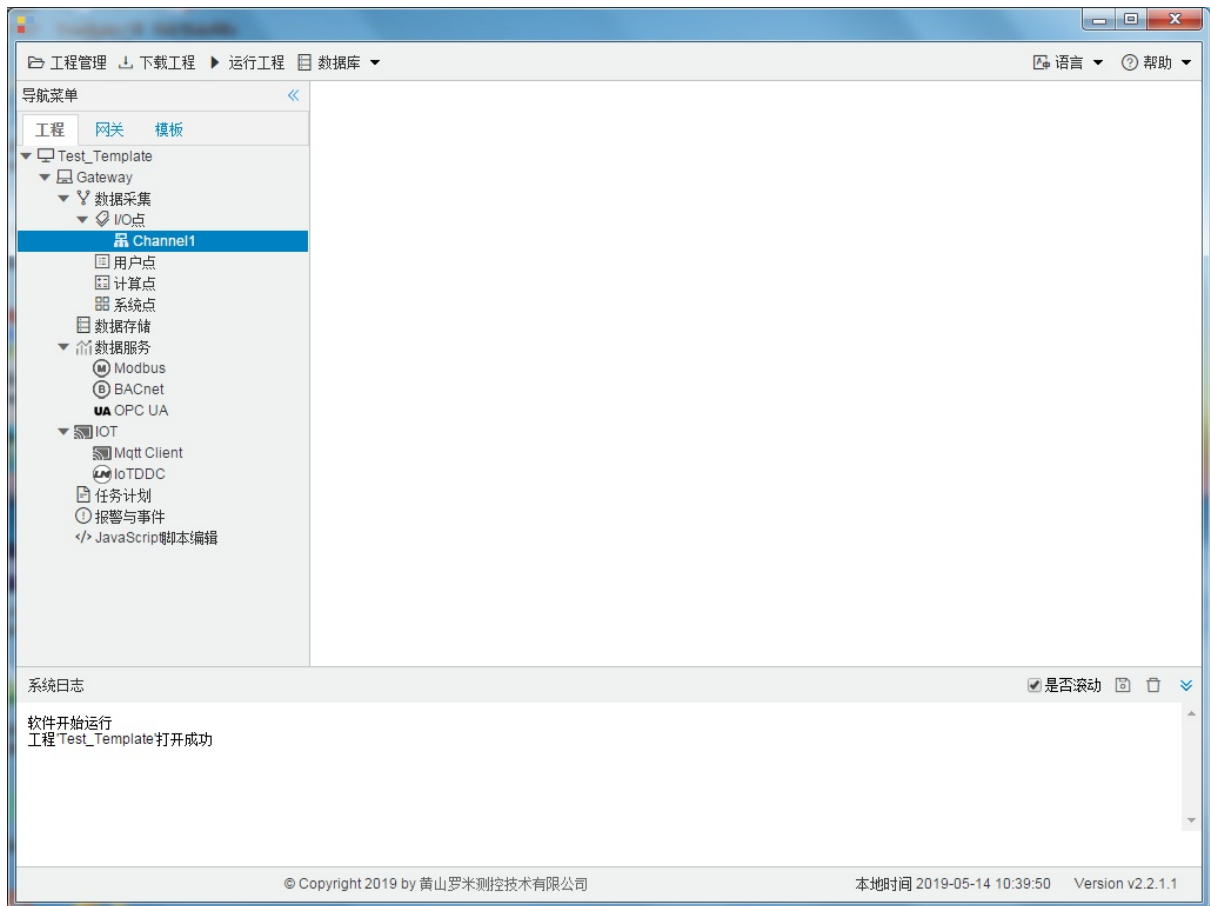 工程管理 下载工程 运行工程 数据库 语言 帮助
导航菜单
工程 网关 模板
Test_Template
Gateway
数据采集
I/O点
Channel1
用户点
计算点
系统点
数据存储
数据服务
Modbus
BACnet
UA OPC UA
IOT
Mqtt Client
IoTDDC
任务计划
报警与事件
JavaScript脚本编辑
系统日志 是否滚动
软件开始运行
工程'Test_Template'打开成功
© Copyright 2019 by 黄山罗米测控技术有限公司 本地时间 2019-05-14 10:39:50 Version v2.2.1.1